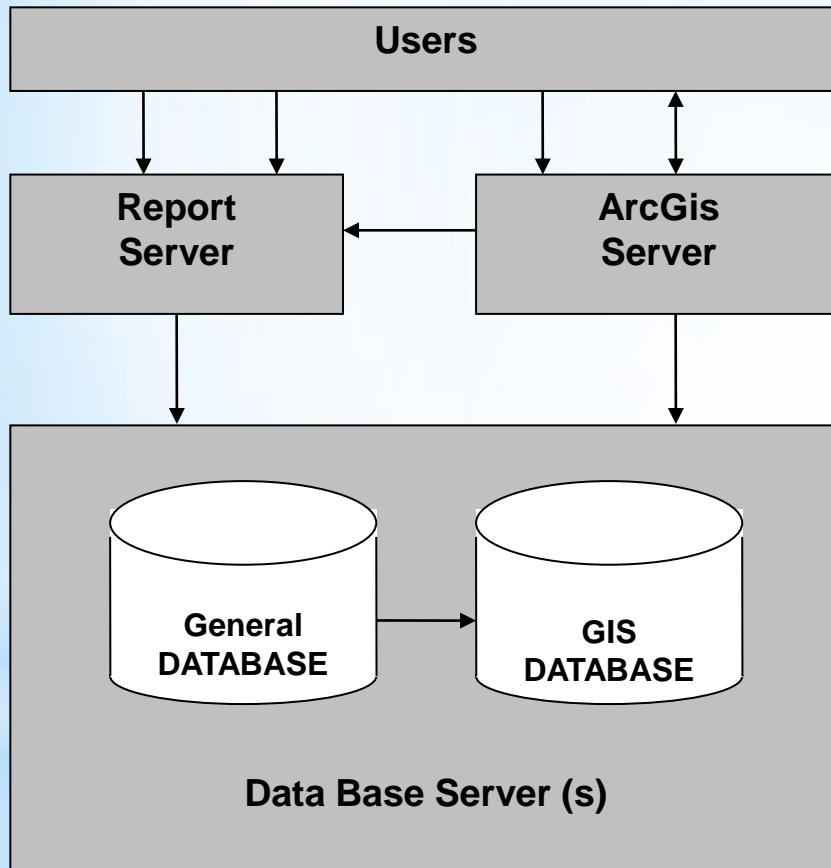 Users
Report
Server
ArcGis
Server
General
DATABASE
GIS
DATABASE
Data Base Server (s)